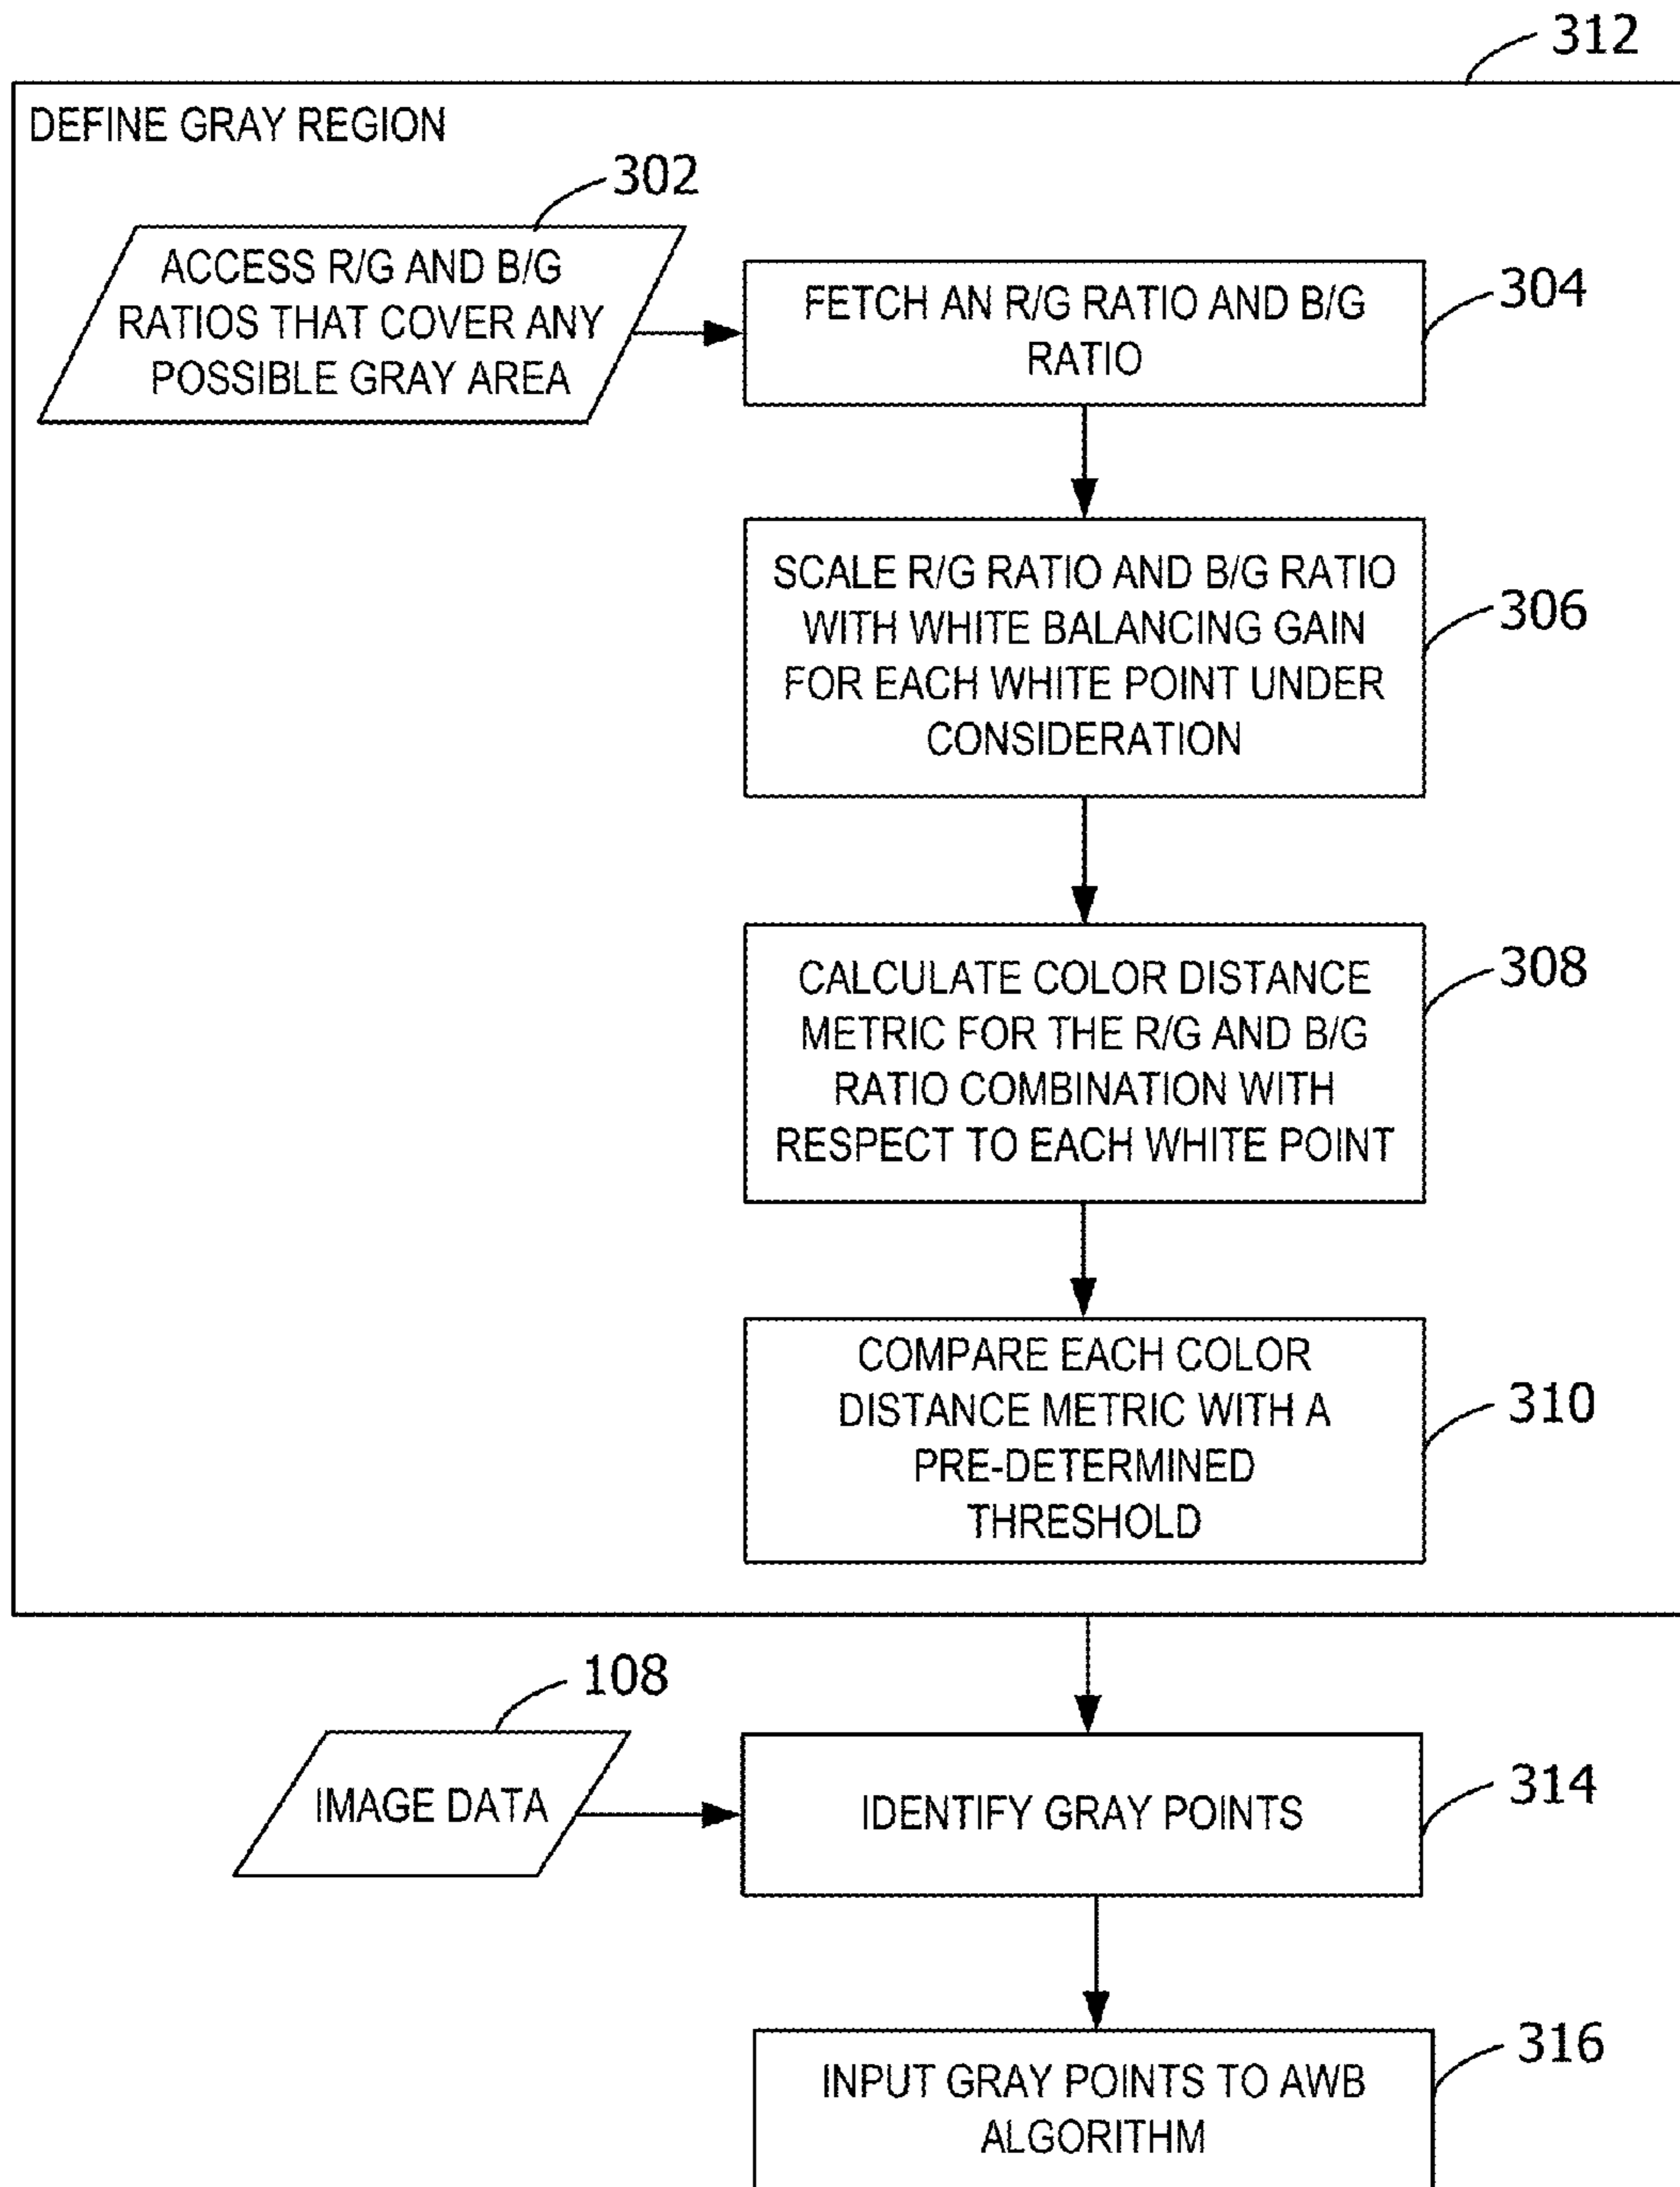 312
DEFINE GRAY REGION
302
ACCESS R/G AND B/G
RATIOS THAT COVER ANY
POSSIBLE GRAY AREA
FETCH AN R/G RATIO AND B/G
RATIO
304
SCALE R/G RATIO AND B/G RATIO
WITH WHITE BALANCING GAIN
FOR EACH WHITE POINT UNDER
CONSIDERATION
306
CALCULATE COLOR DISTANCE
METRIC FOR THE R/G AND B/G
RATIO COMBINATION WITH
RESPECT TO EACH WHITE POINT
308
COMPARE EACH COLOR
DISTANCE METRIC WITH A
PRE-DETERMINED
THRESHOLD
310
108
IMAGE DATA
IDENTIFY GRAY POINTS
314
INPUT GRAY POINTS TO AWB
ALGORITHM
316